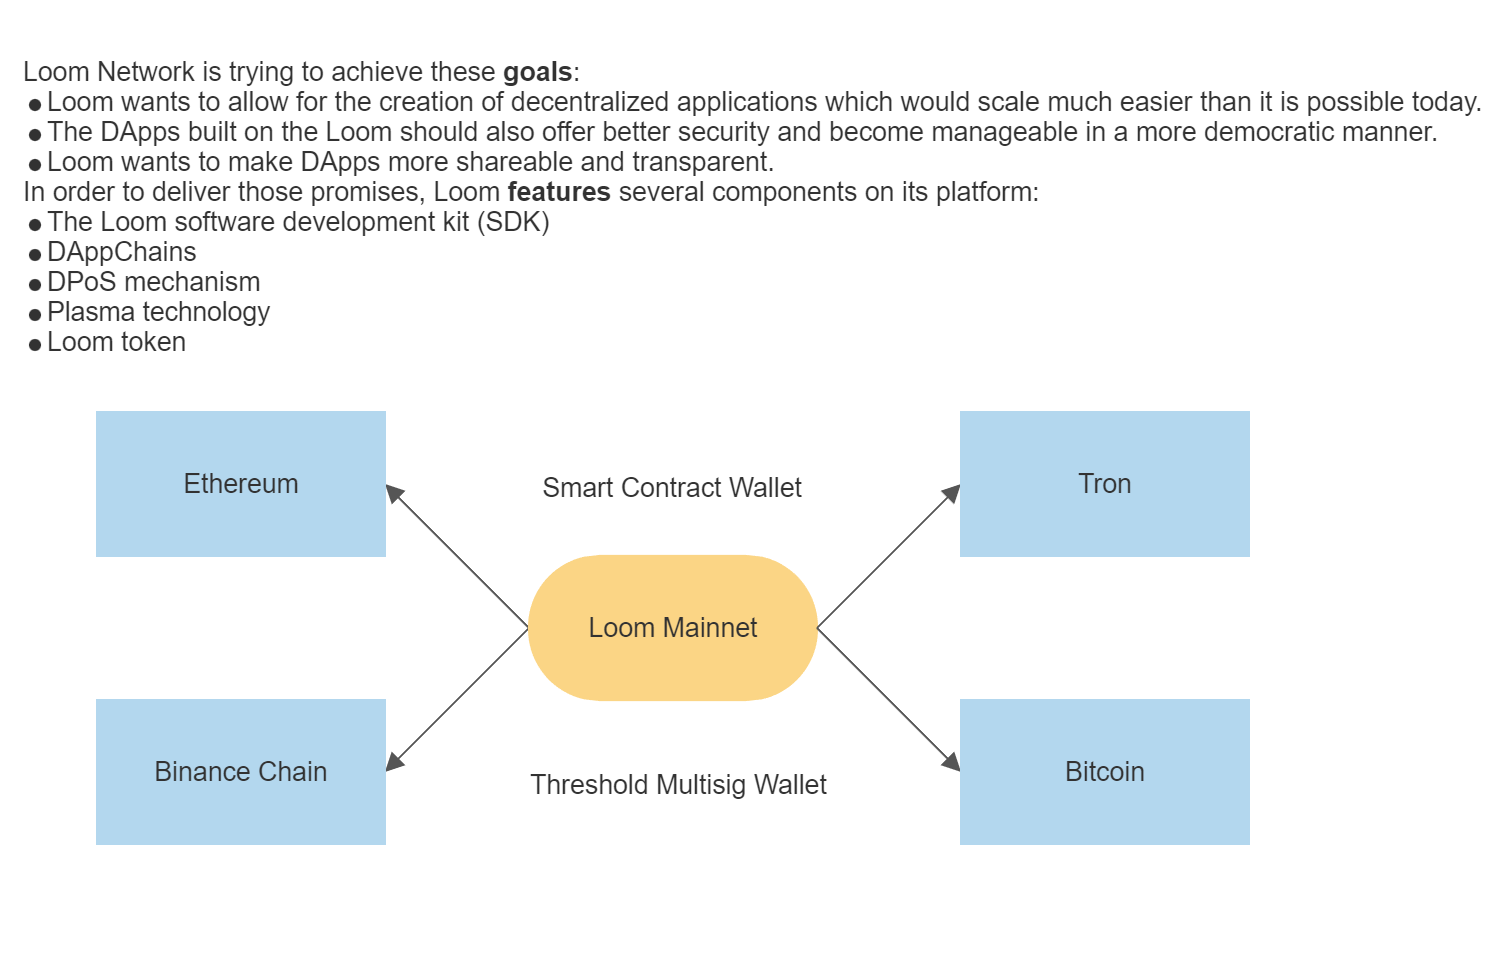 Loom Network is trying to achieve these goals:
● Loom wants to allow for the creation of decentralized applications which would scale much easier than it is possible today.
● The DApps built on the Loom should also offer better security and become manageable in a more democratic manner.
● Loom wants to make DApps more shareable and transparent.
In order to deliver those promises, Loom features several components on its platform:
● The Loom software development kit (SDK)
● DAppChains
● DPoS mechanism
● Plasma technology
● Loom token
Ethereum
Smart Contract Wallet
Tron
Loom Mainnet
Binance Chain
Threshold Multisig Wallet
Bitcoin